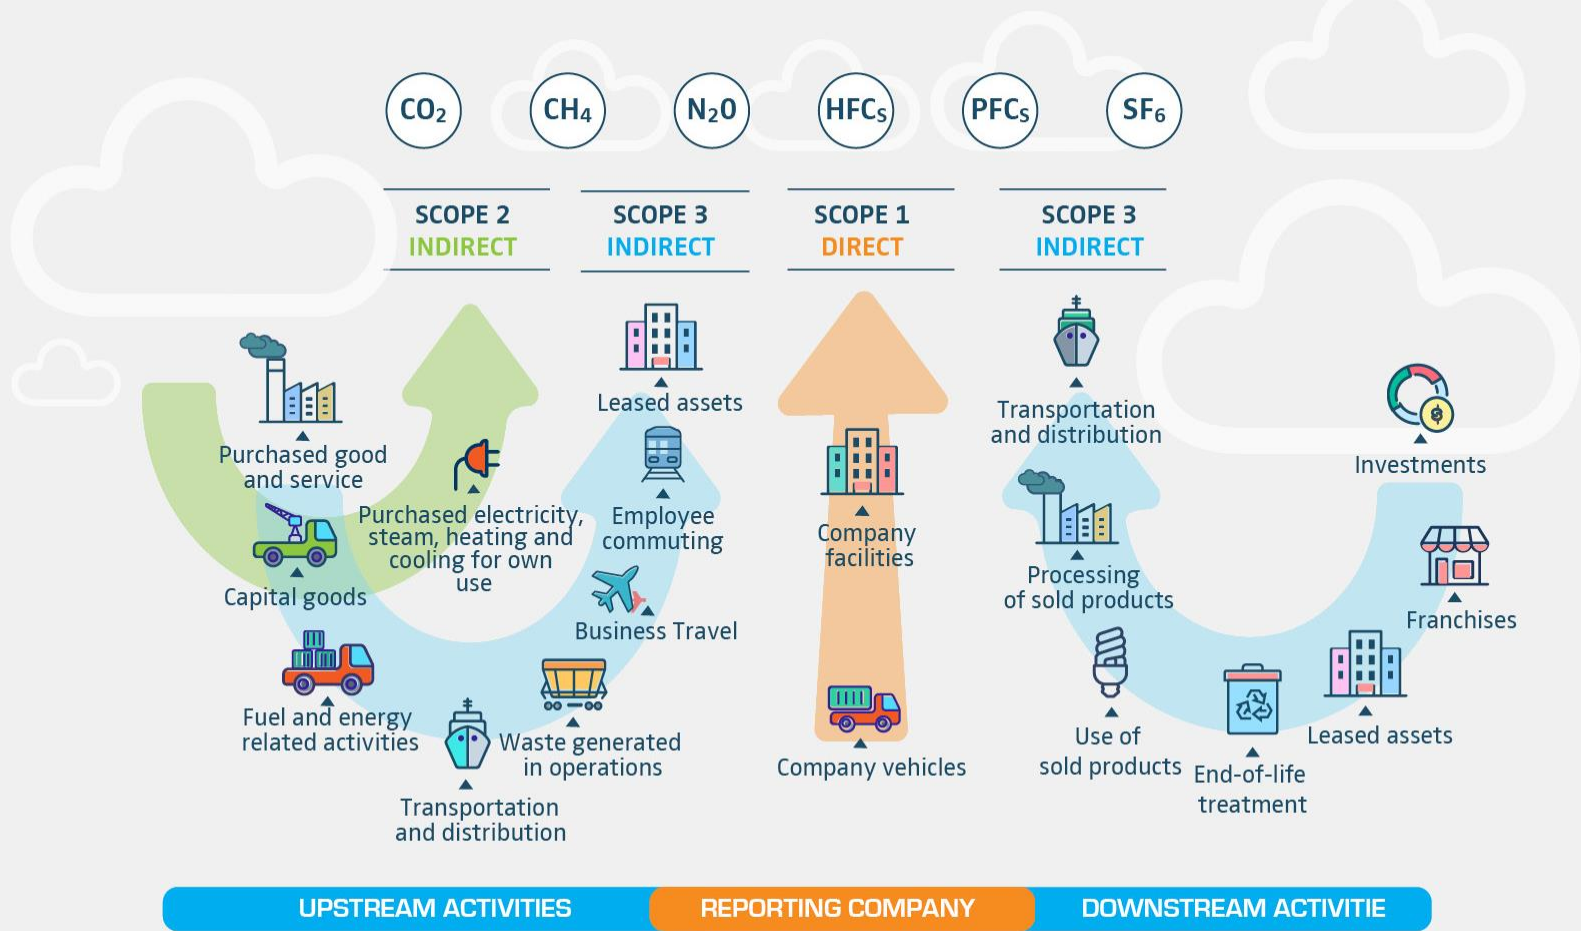 CO₂
CH₄
N₂0
HFCs
PFCs
SF₆
SCOPE 2
INDIRECT
SCOPE 3
INDIRECT
SCOPE 1
DIRECT
SCOPE 3
INDIRECT
Purchased good
and service
Capital goods
Fuel and energy
related activities
Transportation
and distribution
Purchased electricity,
steam, heating and
cooling for own
use
Leased assets
Employee
commuting
Business Travel
Waste generated
in operations
Company
facilities
Company vehicles
Transportation
and distribution
Processing
of sold products
Use of
sold products
End-of-life
treatment
Leased assets
Franchises
Investments
$
UPSTREAM ACTIVITIES
REPORTING COMPANY
DOWNSTREAM ACTIVITIE